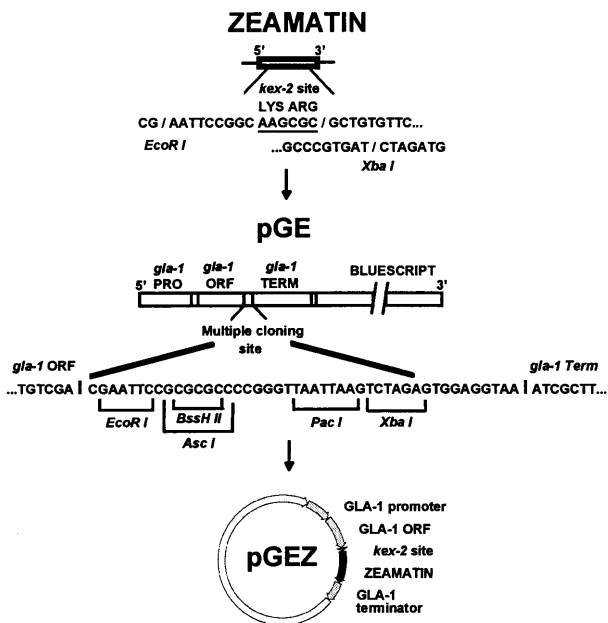 ZEAMATIN
5' 3'
kex-2 site
LYS ARG
CG / AATTCCGGC AAGCGC / GCTGTGTTC...
EcoR I
...GCCCGTGAT / CTAGATG
Xba I
pGE
gla-1 gla-1 gla-1
5' PRO ORF TERM BLUESCRIPT 3'
Multiple cloning
site
gla-1 ORF gla-1 Term
...TGTCGA I CGAATTCCGCGCGCCCCGGGTTAATTAAGTCTAGAGTGGAGGTAA I ATCGCTT...
EcoR I BssH II Pac I Xba I
Asc I
GLA-1 promoter
GLA-1 ORF
pGEZ kex-2 site
ZEAMATIN
GLA-1
terminator